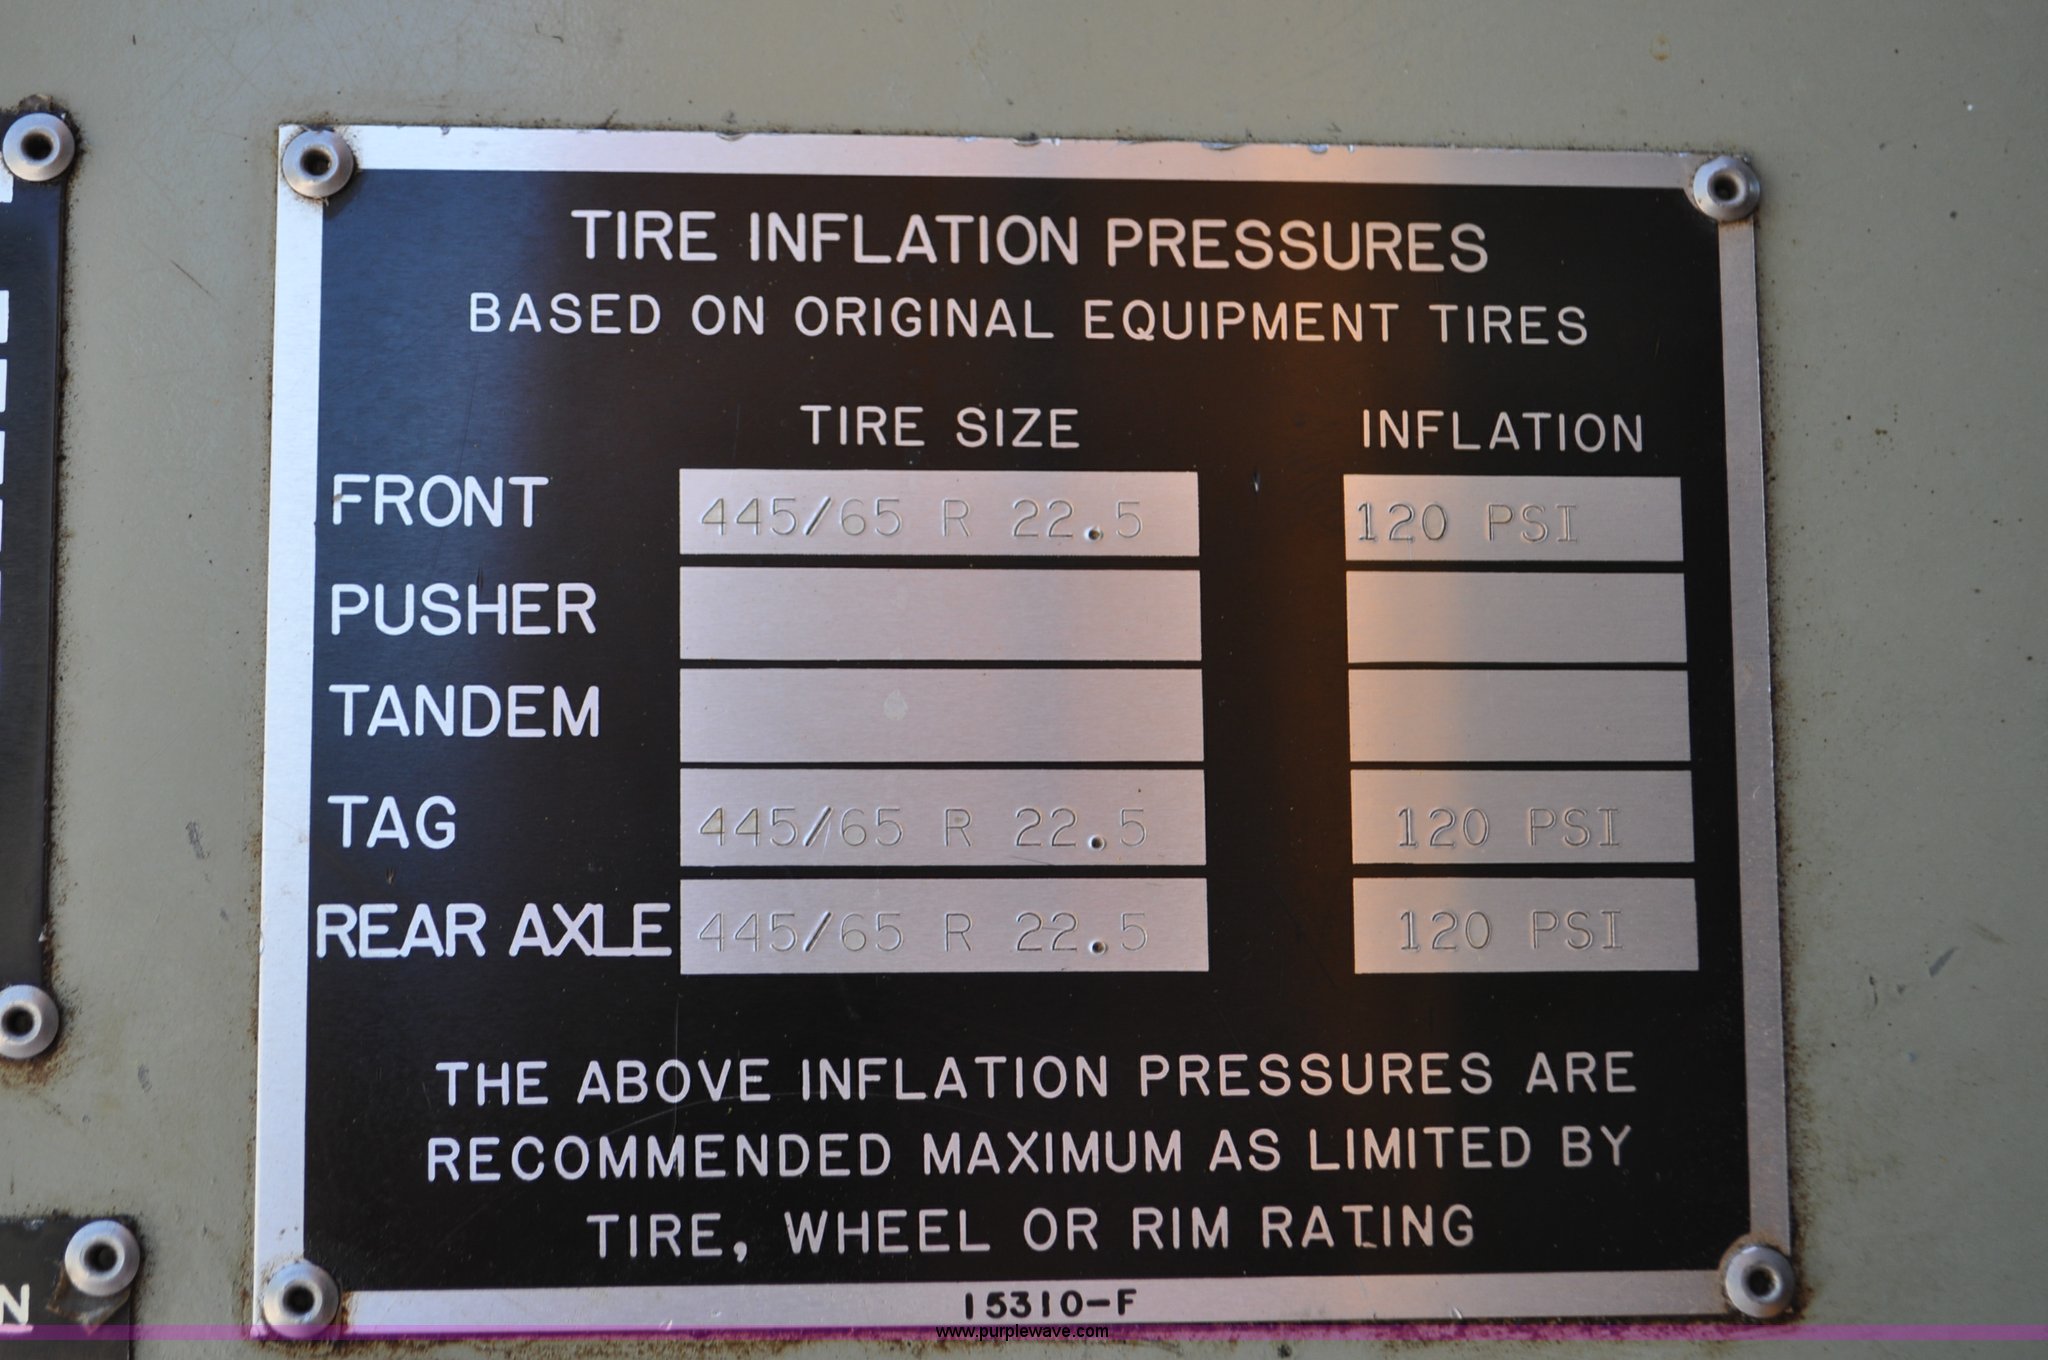 TIRE INFLATION PRESSURES
BASED ON ORIGINAL EQUIPMENT TIRES
TIRE SIZE INFLATION
FRONT 445/65 R 22.5 120 PSI
PUSHER
TANDEM
TAG 445/65 R 22.5 120 PSI
REAR AXLE 445/65 R 22.5 120 PSI
THE ABOVE INFLATION PRESSURES ARE
RECOMMENDED MAXIMUM AS LIMITED BY
TIRE, WHEEL OR RIM RATING
15310-F
N
www.purplewave.com